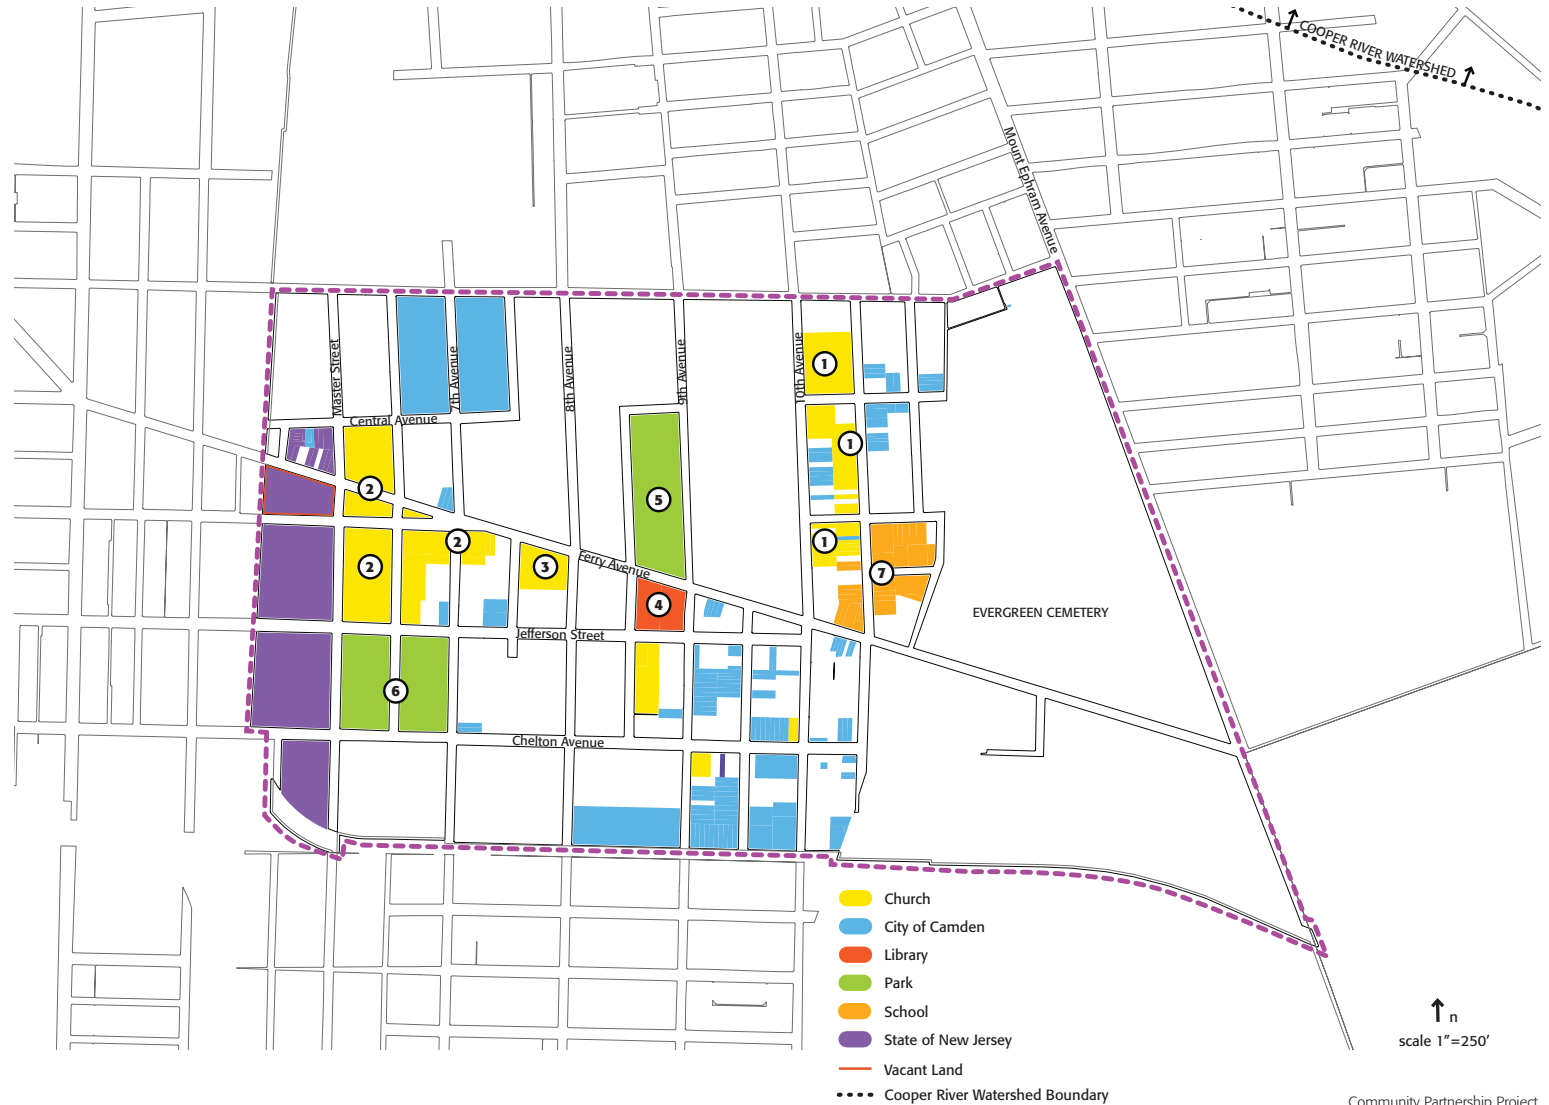 COOPER RIVER WATERSHED
Mount Ephram Avenue
Master Street
7th Avenue
8th Avenue
9th Avenue
10th Avenue
1
Central Avenue
1
2
5
2
1
2
3
Ferry Avenue
7
4
EVERGREEN CEMETERY
Jefferson Street
6
Chelton Avenue
Church
City of Camden
Library
Park
School
State of New Jersey
Vacant Land
Cooper River Watershed Boundary
n
scale 1"=250'
Community Partnership Project